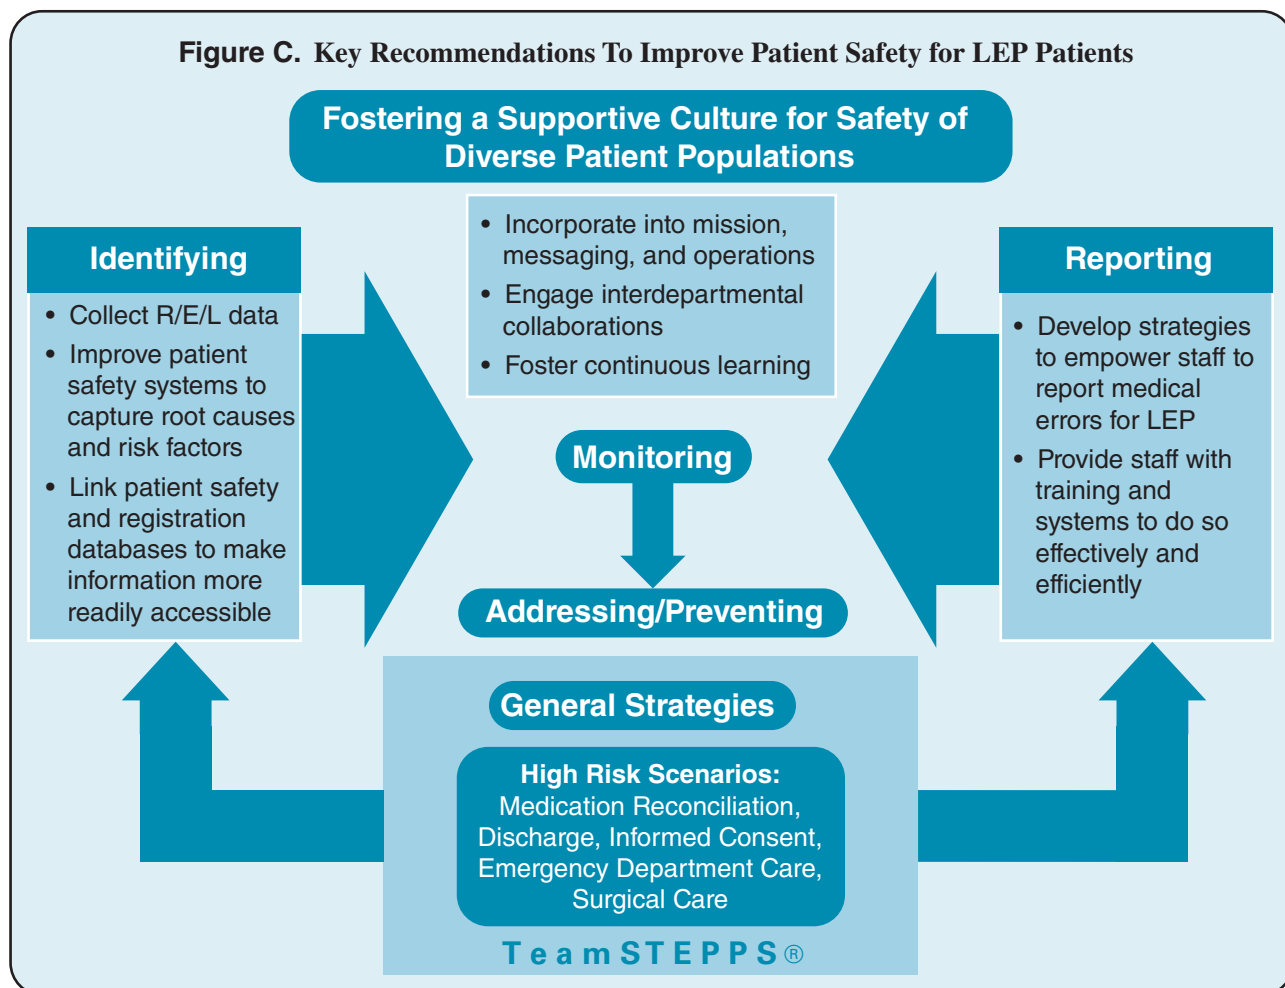 Figure C. Key Recommendations To Improve Patient Safety for LEP Patients
Fostering a Supportive Culture for Safety of
Diverse Patient Populations
• Incorporate into mission,
messaging, and operations
• Engage interdepartmental
collaborations
• Foster continuous learning
Identifying
• Collect R/E/L data
• Improve patient
safety systems to
capture root causes
and risk factors
• Link patient safety
and registration
databases to make
information more
readily accessible
Reporting
• Develop strategies
to empower staff to
report medical
errors for LEP
• Provide staff with
training and
systems to do so
effectively and
efficiently
Monitoring
Addressing/Preventing
General Strategies
High Risk Scenarios:
Medication Reconciliation,
Discharge, Informed Consent,
Emergency Department Care,
Surgical Care
TeamSTEPPS®